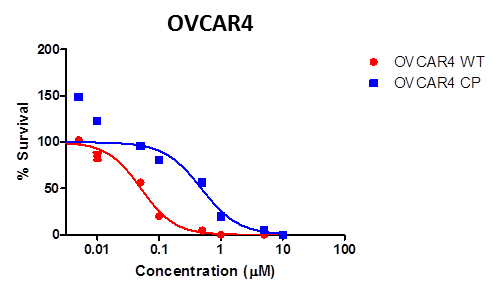 OVCAR4
OVCAR4 WT
OVCAR4 CP
% Survival
200
150
100
50
0
0.01 0.1 1 10 100
Concentration (μM)